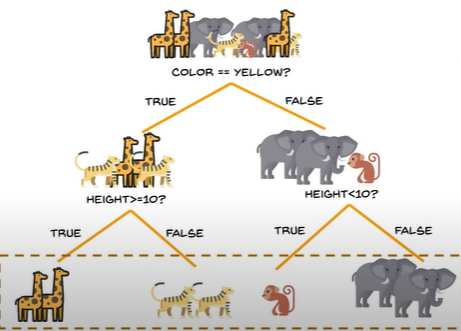 COLOR == YELLOW?
TRUE
FALSE
HEIGHT>=10?
HEIGHT<10?
TRUE
FALSE
TRUE
FALSE